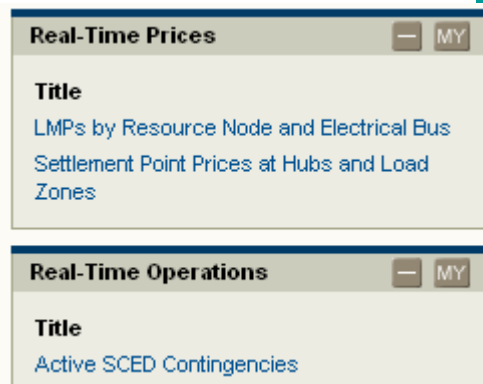 Real-Time Prices
MY
Title
LMPs by Resource Node and Electrical Bus
Settlement Point Prices at Hubs and Load
Zones
Real-Time Operations
MY
Title
Active SCED Contingencies